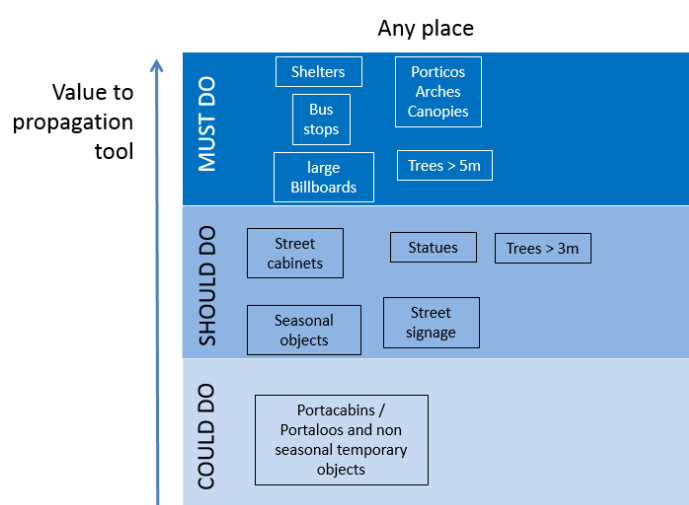 Any place
Value to
propagation
tool
MUST DO
Shelters
Porticos
Arches
Canopies
Bus
stops
large
Billboards
Trees > 5m
SHOULD DO
Street
cabinets
Statues
Trees > 3m
Seasonal
objects
Street
signage
COULD DO
Portacabins /
Portaloos and non
seasonal temporary
objects